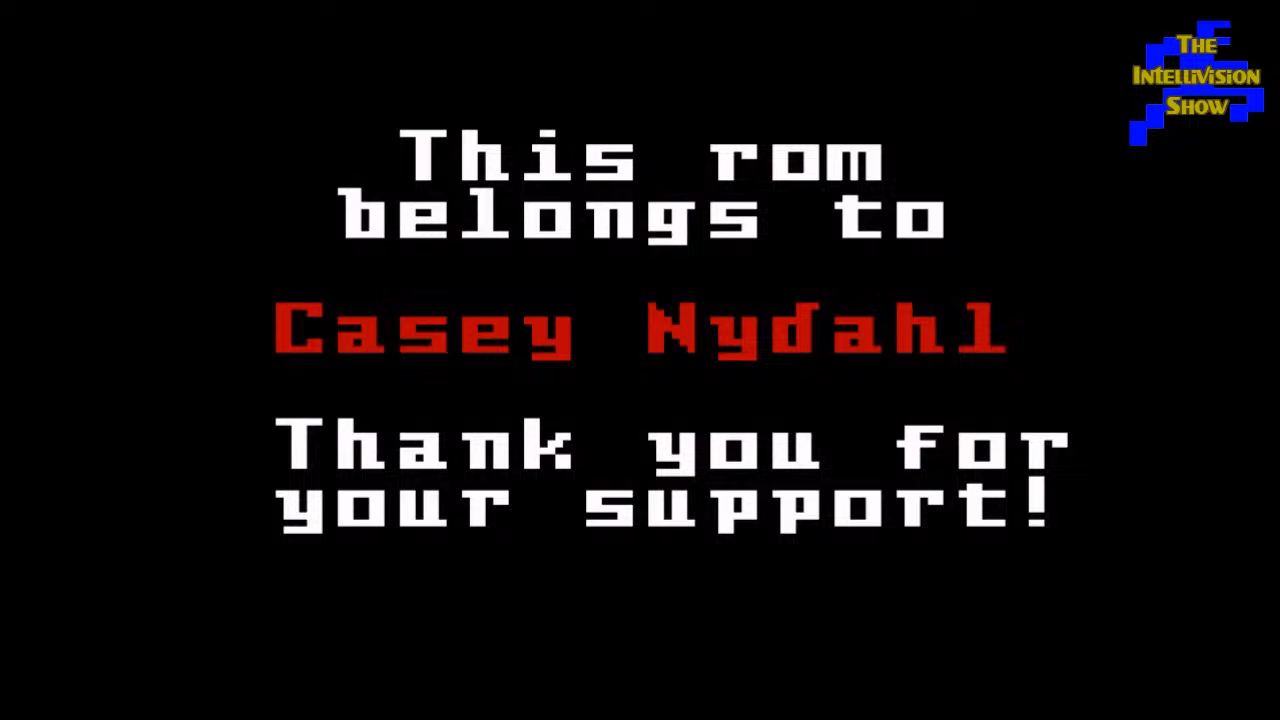 The
Intellivision
Show
This rom
belongs to
Casey Nydahl
Thank you for
your support!